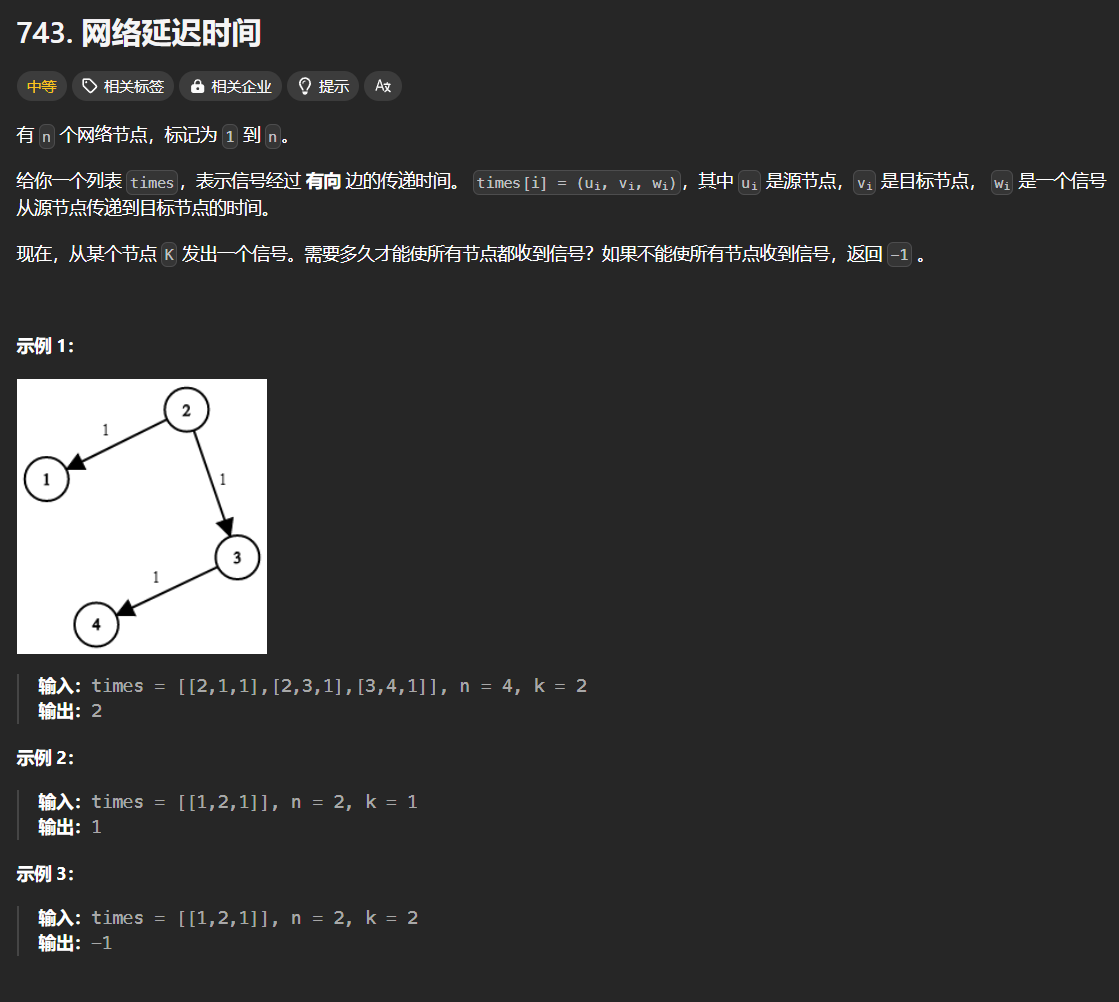 743. 网络延迟时间
中等 相关标签 相关企业 提示 Az
有 n 个网络节点，标记为 1 到 n。
给你一个列表 times，表示信号经过 有向 边的传递时间。 times[i] = (ui, vi, wi)，其中 ui 是源节点，vi 是目标节点， wi 是一个信号
从源节点传递到目标节点的时间。
现在，从某个节点 K 发出一个信号。需要多久才能使所有节点都收到信号？如果不能使所有节点收到信号，返回 -1 。
示例 1：
2
1
1
1
3
1
4
输入：times = [[2,1,1],[2,3,1],[3,4,1]], n = 4, k = 2
输出：2
示例 2：
输入：times = [[1,2,1]], n = 2, k = 1
输出：1
示例 3：
输入：times = [[1,2,1]], n = 2, k = 2
输出：-1